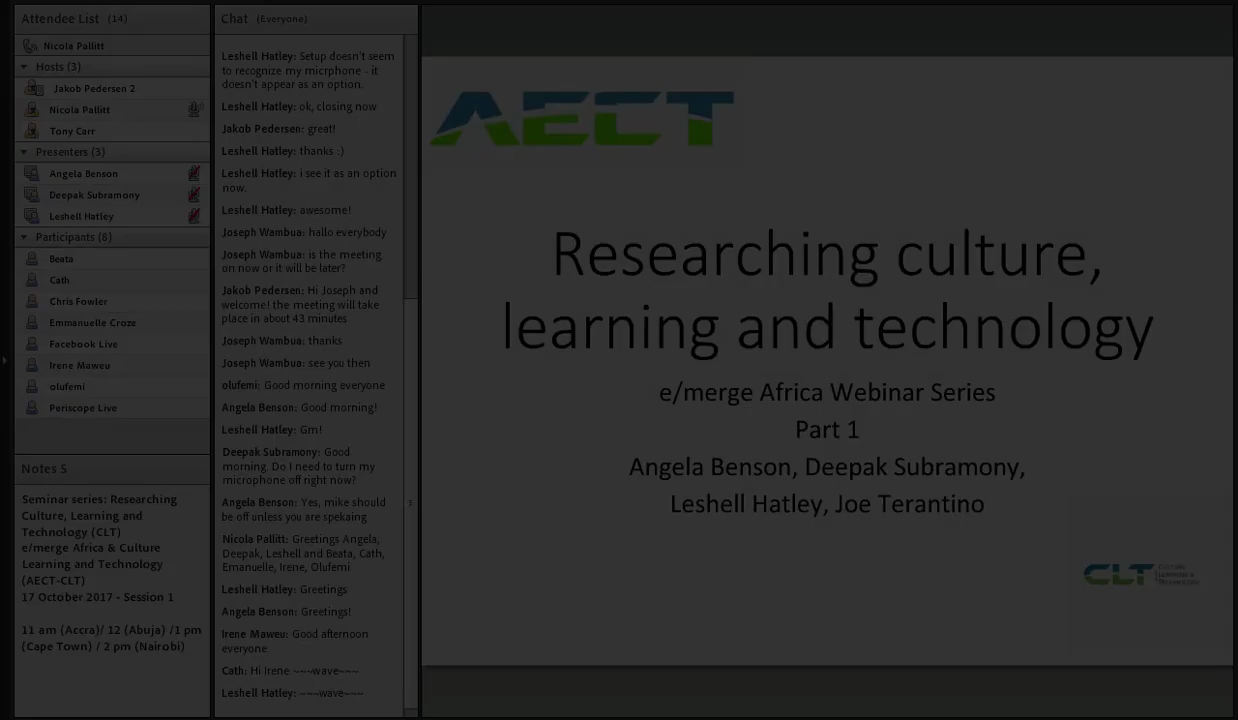 Attendee List (14)
Nicola Pallitt
Hosts (3)
Jakob Pedersen 2
Nicola Pallitt
Tony Carr
Presenters (3)
Angela Benson
Deepak Subramony
Leshell Hatley
Participants (8)
Beata
Cath
Chris Fowler
Emmanuelle Croze
Facebook Live
Irene Maweu
olufemi
Periscope Live
Notes 5
Seminar series: Researching
Culture, Learning and
Technology (CLT)
e/merge Africa & Culture
Learning and Technology
(AECT-CLT)
17 October 2017 - Session 1
11 am (Accra)/ 12 (Abuja) /1 pm
(Cape Town) / 2 pm (Nairobi)
Chat (Everyone)
Leshell Hatley: Setup doesn't seem
to recognize my micrphone - it
doesn't appear as an option.
Leshell Hatley: ok, closing now
Jakob Pedersen: great!
Leshell Hatley: thanks :)
Leshell Hatley: i see it as an option
now.
Leshell Hatley: awesome!
Joseph Wambua: hallo everybody
Joseph Wambua: is the meeting
on now or it will be later?
Jakob Pedersen: Hi Joseph and
welcome! the meeting will take
place in about 43 minutes
Joseph Wambua: thanks
Joseph Wambua: see you then
olufemi: Good morning everyone
Angela Benson: Good morning!
Leshell Hatley: Gm!
Deepak Subramony: Good
morning. Do I need to turn my
microphone off right now?
Angela Benson: Yes, mike should
be off unless you are spekaing
Nicola Pallitt: Greetings Angela,
Deepak, Leshell and Beata, Cath,
Emanuelle, Irene, Olufemi
Leshell Hatley: Greetings
Angela Benson: Greetings!
Irene Maweu: Good afternoon
everyone
Cath: Hi Irene ~~~wave~~~
Leshell Hatley: ~~~wave~~~
AECT
Researching culture,
learning and technology
e/merge Africa Webinar Series
Part 1
Angela Benson, Deepak Subramony,
Leshell Hatley, Joe Terantino
CLT